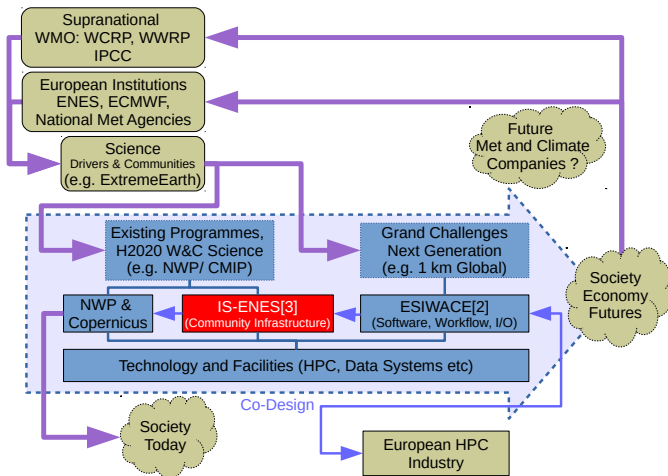 Supranational
WMO: WCRP, WWRP
IPCC
European Institutions
ENES, ECMWF,
National Met Agencies
Science
Drivers & Communities
(e.g. ExtremeEarth)
Future
Met and Climate
Companies ?
Existing Programmes,
H2020 W&C Science
(e.g. NWP/ CMIP)
Grand Challenges
Next Generation
(e.g. 1 km Global)
Society
Economy
Futures
NWP &
Copernicus
IS-ENES[3]
(Community Infrastructure)
ESIWACE[2]
(Software, Workflow, I/O)
Technology and Facilities (HPC, Data Systems etc)
Co-Design
Society
Today
European HPC
Industry